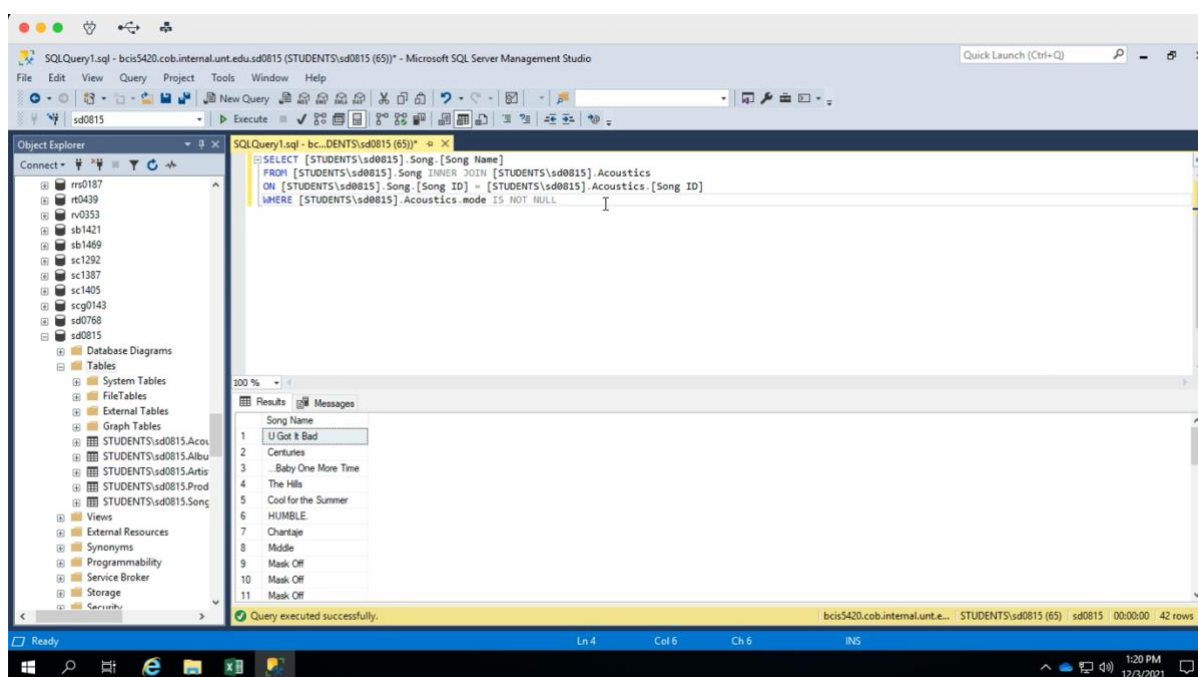 SQLQuery1.sql - bcis5420.cob.internal.unt.edu.sd0815 (STUDENTS\sd0815 (65))* - Microsoft SQL Server Management Studio
Quick Launch (Ctrl+Q)
File Edit View Query Project Tools Window Help
New Query
sd0815
Execute
Object Explorer
SQLQuery1.sql - bc...DENTS\sd0815 (65))*
Connect
SELECT [STUDENTS\sd0815].Song.[Song Name]
FROM [STUDENTS\sd0815].Song INNER JOIN [STUDENTS\sd0815].Acoustics
ON [STUDENTS\sd0815].Song.[Song ID] = [STUDENTS\sd0815].Acoustics.[Song ID]
WHERE [STUDENTS\sd0815].Acoustics.mode IS NOT NULL
rrs0187
rt0439
rv0353
sb1421
sb1469
sc1292
sc1387
sc1405
scg0143
sd0768
sd0815
Database Diagrams
Tables
System Tables
FileTables
External Tables
Graph Tables
STUDENTS\sd0815.Acou
STUDENTS\sd0815.Albu
STUDENTS\sd0815.Artis
STUDENTS\sd0815.Prod
STUDENTS\sd0815.Song
Views
External Resources
Synonyms
Programmability
Service Broker
Storage
Security
100 %
Results Messages
Song Name
1 U Got It Bad
2 Centuries
3 ...Baby One More Time
4 The Hills
5 Cool for the Summer
6 HUMBLE.
7 Chantaje
8 Middle
9 Mask Off
10 Mask Off
11 Mask Off
Query executed successfully.
bcis5420.cob.internal.unt.e... STUDENTS\sd0815 (65) sd0815 00:00:00 42 rows
Ready Ln 4 Col 6 Ch 6 INS
1:20 PM
12/3/2021